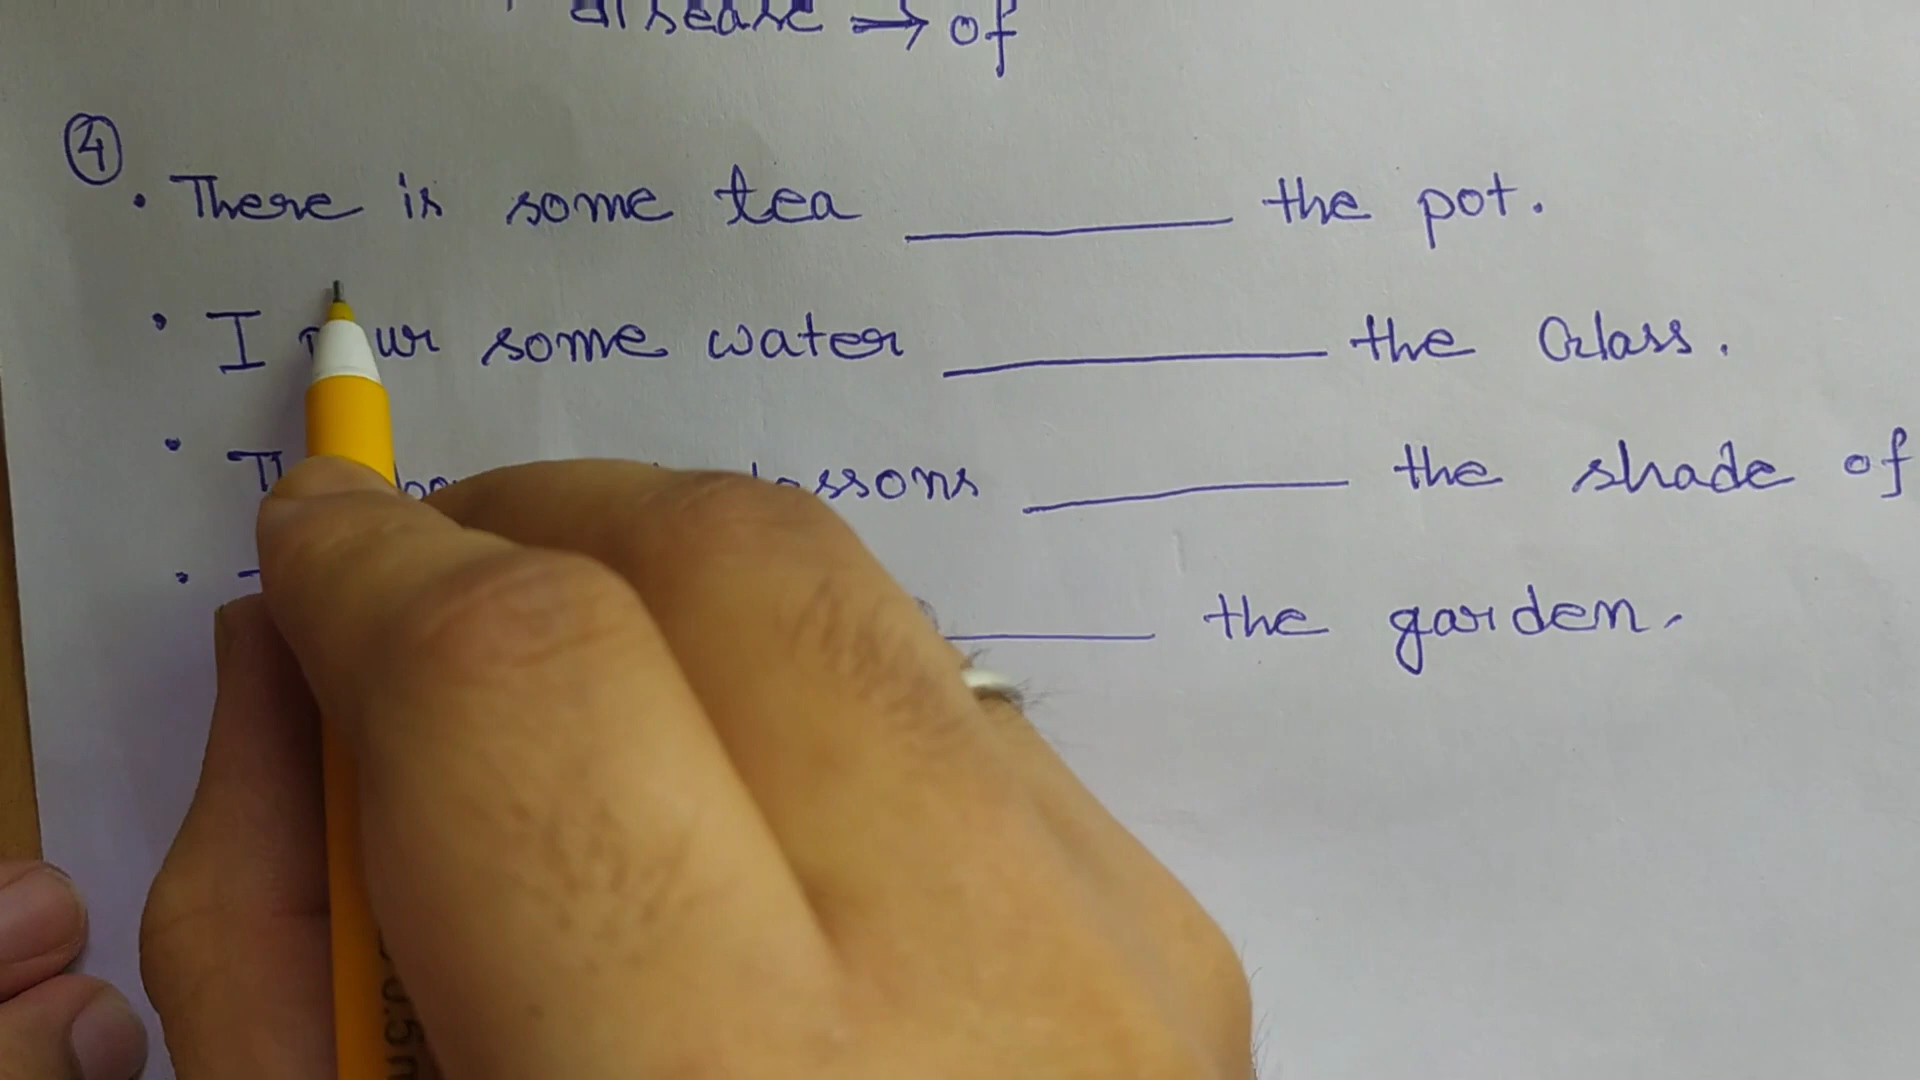 disease → of
④
. There is some tea ________ the pot.
• I some water ________ the Glass.
• ________ the shade of
• ________ the garden.